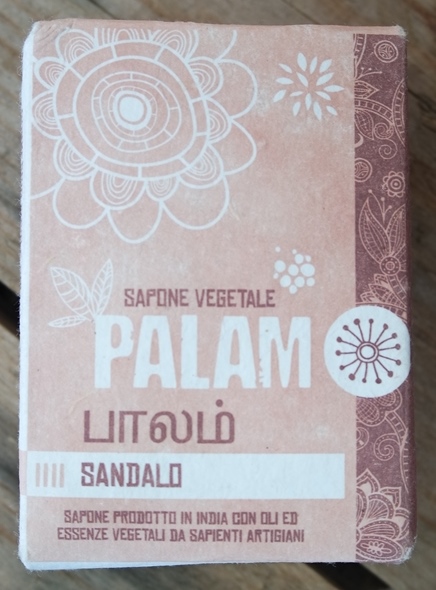 SAPONE VEGETALE
PALAM
பாலம்
SANDALO
SAPONE PRODOTTO IN INDIA CON OLI ED
ESSENZE VEGETALI DA SAPIENTI ARTIGIANI